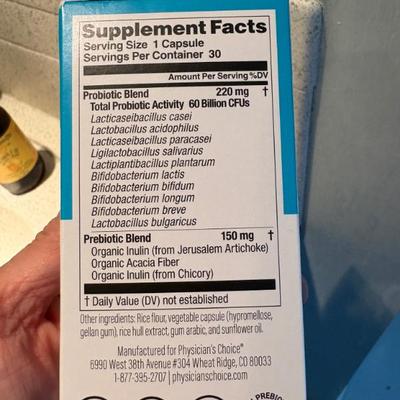 Supplement Facts
Serving Size 1 Capsule
Servings Per Container 30
Amount Per Serving %DV
Probiotic Blend 220 mg †
Total Probiotic Activity 60 Billion CFUs
Lacticaseibacillus casei
Lactobacillus acidophilus
Lacticaseibacillus paracasei
Ligilactobacillus salivarius
Lactiplantibacillus plantarum
Bifidobacterium lactis
Bifidobacterium bifidum
Bifidobacterium longum
Bifidobacterium breve
Lactobacillus bulgaricus
Prebiotic Blend 150 mg †
Organic Inulin (from Jerusalem Artichoke)
Organic Acacia Fiber
Organic Inulin (from Chicory)
† Daily Value (DV) not established
Other ingredients: Rice flour, vegetable capsule (hypromellose,
gellan gum), rice hull extract, gum arabic, and sunflower oil.
Manufactured for Physician's Choice®
6990 West 38th Avenue #304 Wheat Ridge, CO 80033
1-877-395-2707 | physicianschoice.com